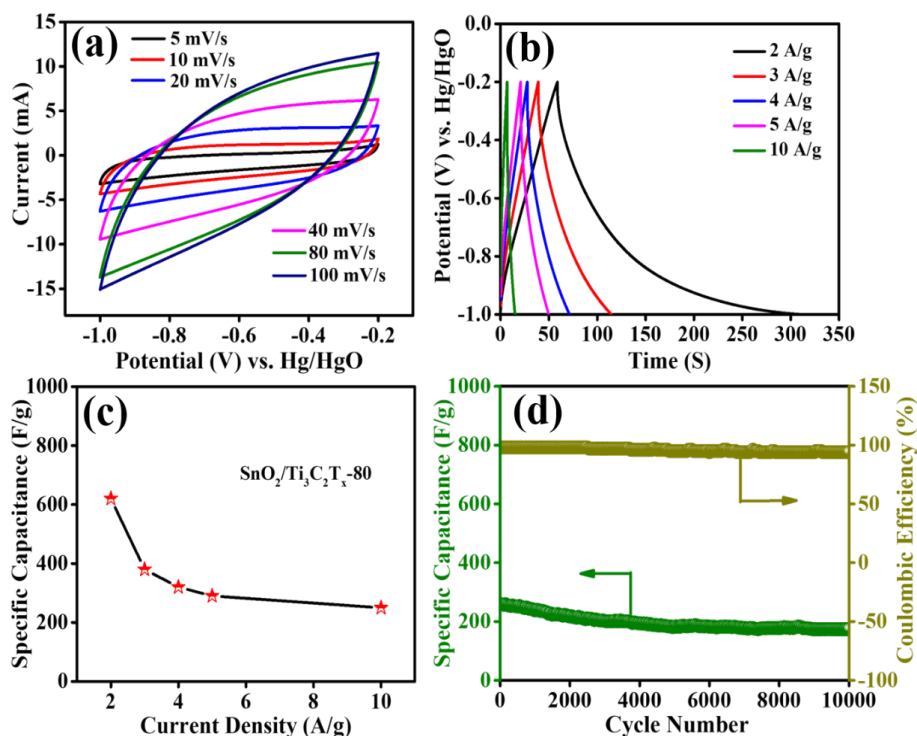 (a)
5 mV/s
10 mV/s
20 mV/s
40 mV/s
80 mV/s
100 mV/s
15
10
5
0
-5
-10
-15
Current (mA)
-1.0
-0.8
-0.6
-0.4
-0.2
Potential (V) vs. Hg/HgO
(b)
2 A/g
3 A/g
4 A/g
5 A/g
10 A/g
0.0
-0.2
-0.4
-0.6
-0.8
-1.0
Potential (V) vs. Hg/HgO
0
50
100
150
200
250
300
350
Time (S)
(c)
SnO₂/Ti₃C₂Tₓ-80
1000
800
600
400
200
0
Specific Capacitance (F/g)
2
4
6
8
10
Current Density (A/g)
(d)
1000
800
600
400
200
0
Specific Capacitance (F/g)
150
100
50
0
-50
-100
Coulombic Efficiency (%)
0
2000
4000
6000
8000
10000
Cycle Number